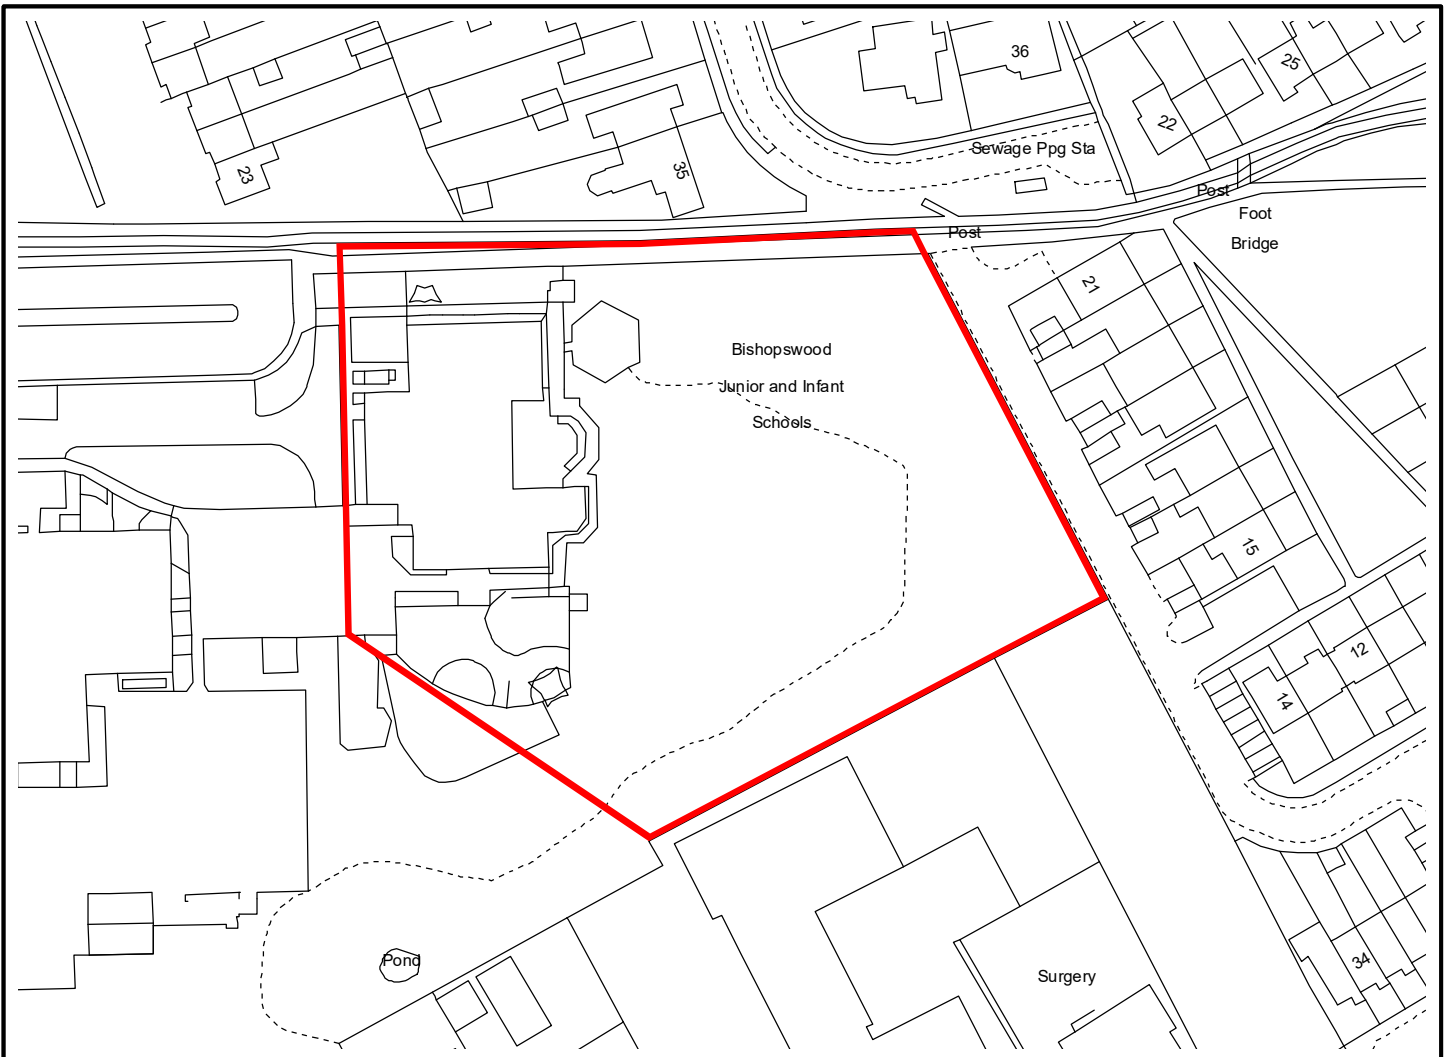 36
25
22
Sewage Ppg Sta
23
35
Post
Foot
Bridge
Post
21
Bishopswood
Junior and Infant
Schools
15
12
14
34
Pond
Surgery